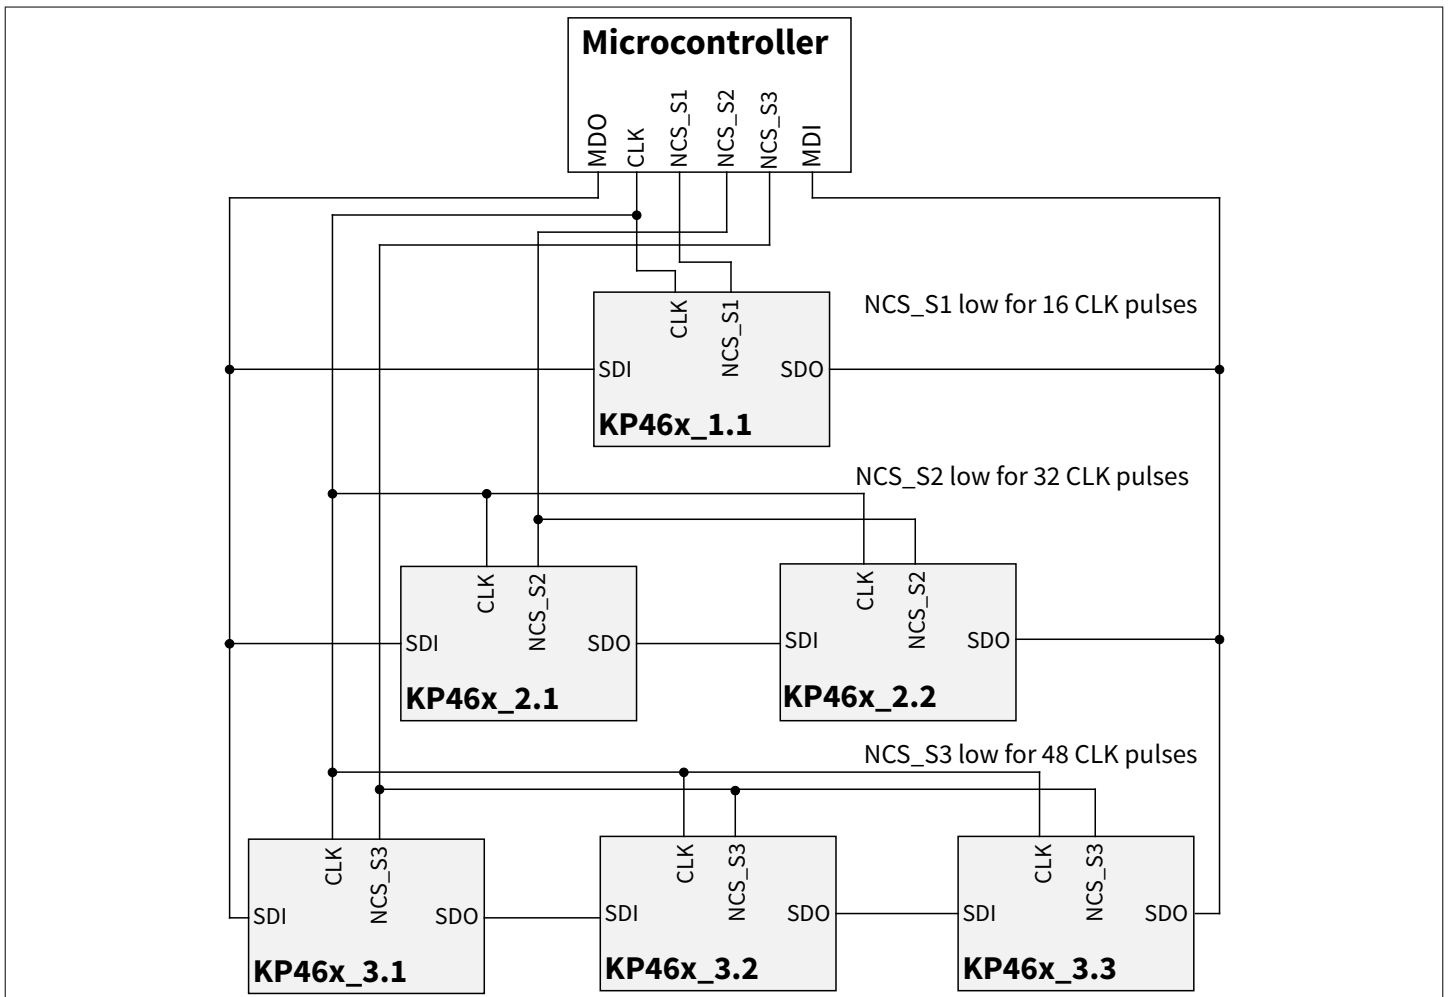 Microcontroller
MDO
CLK
NCS_S1
NCS_S2
NCS_S3
MDI
NCS_S1 low for 16 CLK pulses
CLK
NCS_S1
SDI
SDO
KP46x_1.1
NCS_S2 low for 32 CLK pulses
CLK
NCS_S2
SDI
SDO
KP46x_2.1
CLK
NCS_S2
SDI
SDO
KP46x_2.2
NCS_S3 low for 48 CLK pulses
CLK
NCS_S3
SDI
SDO
KP46x_3.1
CLK
NCS_S3
SDI
SDO
KP46x_3.2
CLK
NCS_S3
SDI
SDO
KP46x_3.3